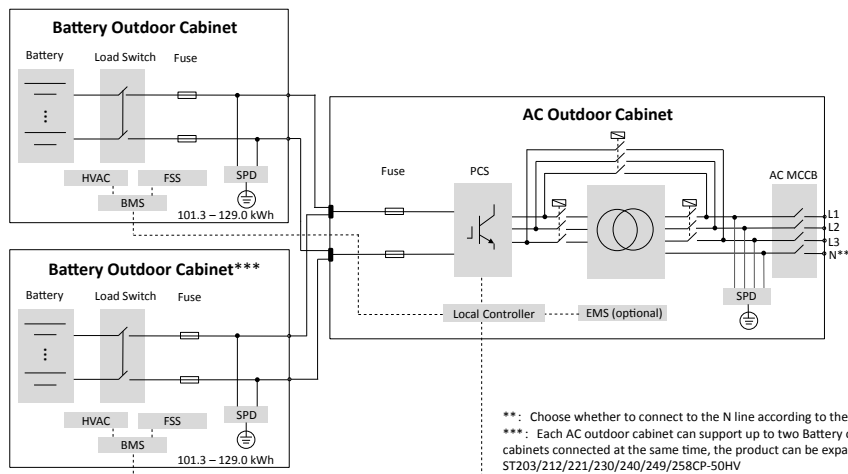 Battery Outdoor Cabinet
Battery
Load Switch
Fuse
HVAC
FSS
SPD
BMS
101.3 – 129.0 kWh
Battery Outdoor Cabinet***
Battery
Load Switch
Fuse
HVAC
FSS
SPD
BMS
101.3 – 129.0 kWh
AC Outdoor Cabinet
Fuse
PCS
AC MCCB
L1
L2
L3
N**
SPD
Local Controller
EMS (optional)
**: Choose whether to connect to the N line according to the
***: Each AC outdoor cabinet can support up to two Battery
cabinets connected at the same time, the product can be
ST203/212/221/230/240/249/258CP-50HV